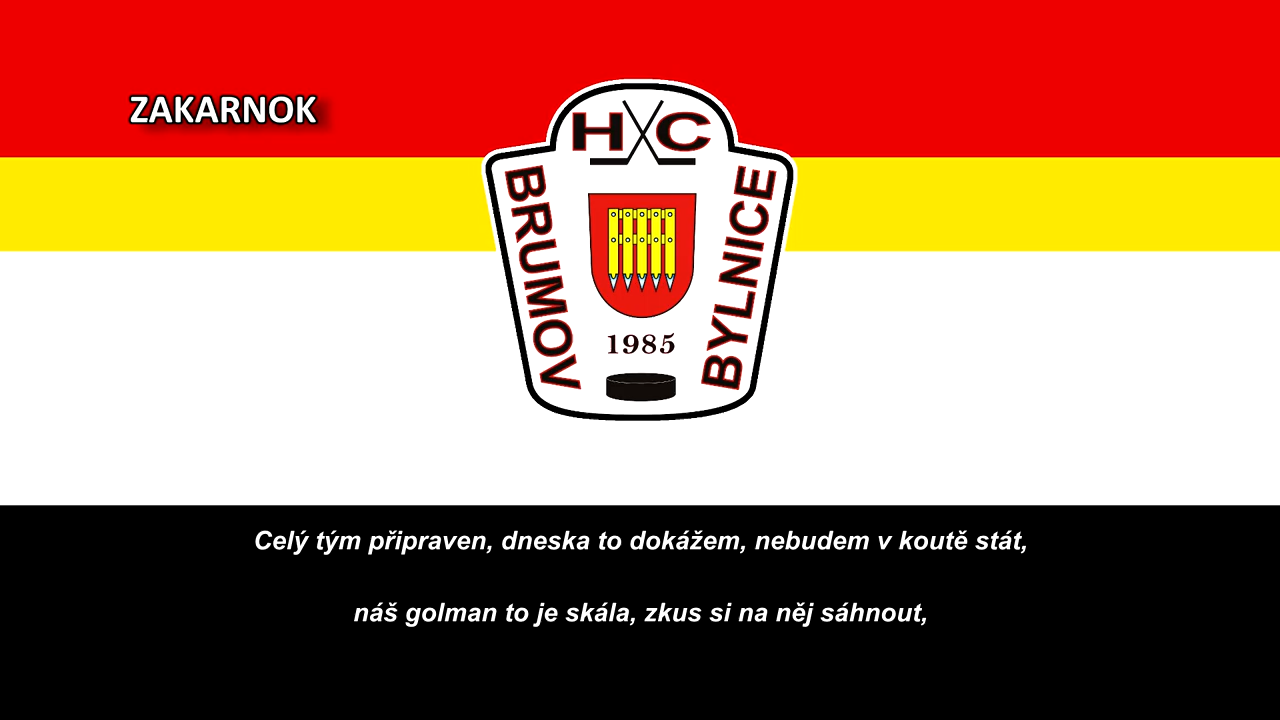 ZAKARNOK
HC
BRUMOV
BYLNICE
1985
Celý tým připraven, dneska to dokážem, nebudem v koutě stát,
náš golman to je skála, zkus si na něj sáhnout,